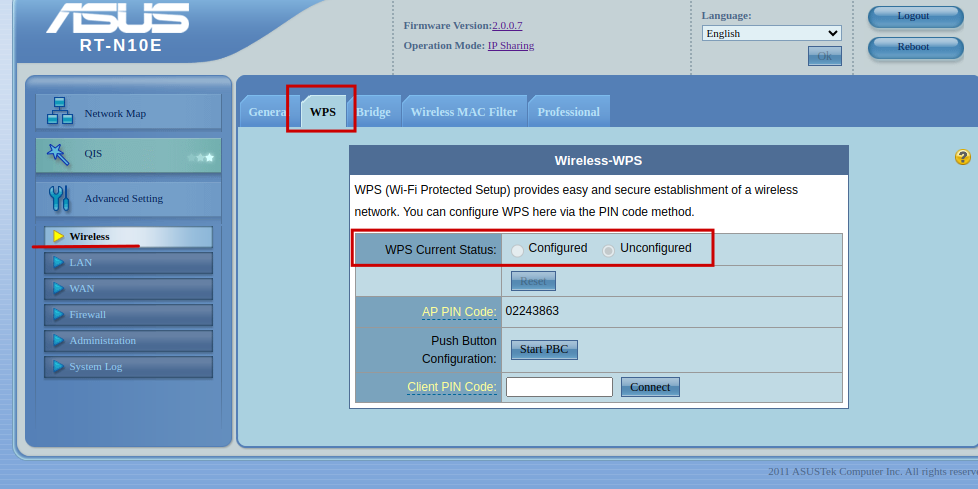 ASUS
RT-N10E
Firmware Version:2.0.0.7
Operation Mode: IP Sharing
Language:
English
Ok
Logout
Reboot
Network Map
QIS
Advanced Setting
Wireless
LAN
WAN
Firewall
Administration
System Log
Genera
WPS
Bridge
Wireless MAC Filter
Professional
Wireless-WPS
WPS (Wi-Fi Protected Setup) provides easy and secure establishment of a wireless
network. You can configure WPS here via the PIN code method.
WPS Current Status: Configured Unconfigured
Reset
AP PIN Code: 02243863
Push Button
Configuration:
Start PBC
Client PIN Code: Connect
?
2011 ASUSTek Computer Inc. All rights reserve